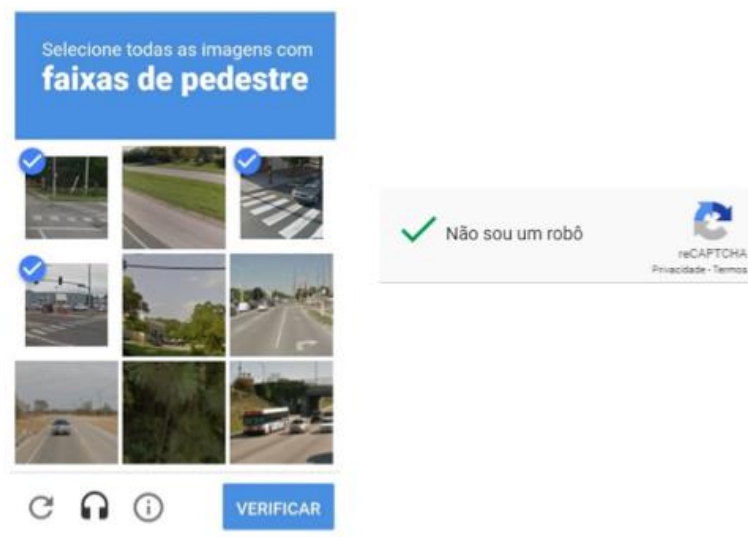 Selecione todas as imagens com
faixas de pedestre
VERIFICAR
Não sou um robô
reCAPTCHA
Privacidade - Termos